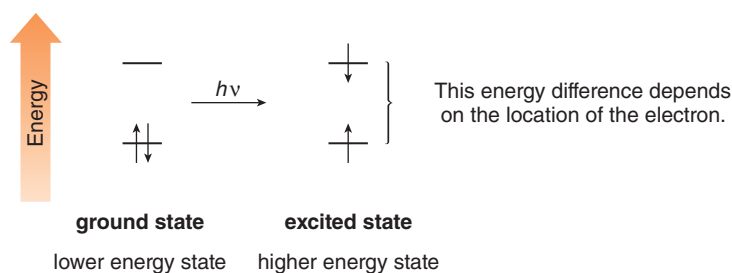 Energy
hν
This energy difference depends
on the location of the electron.
ground state
excited state
lower energy state
higher energy state